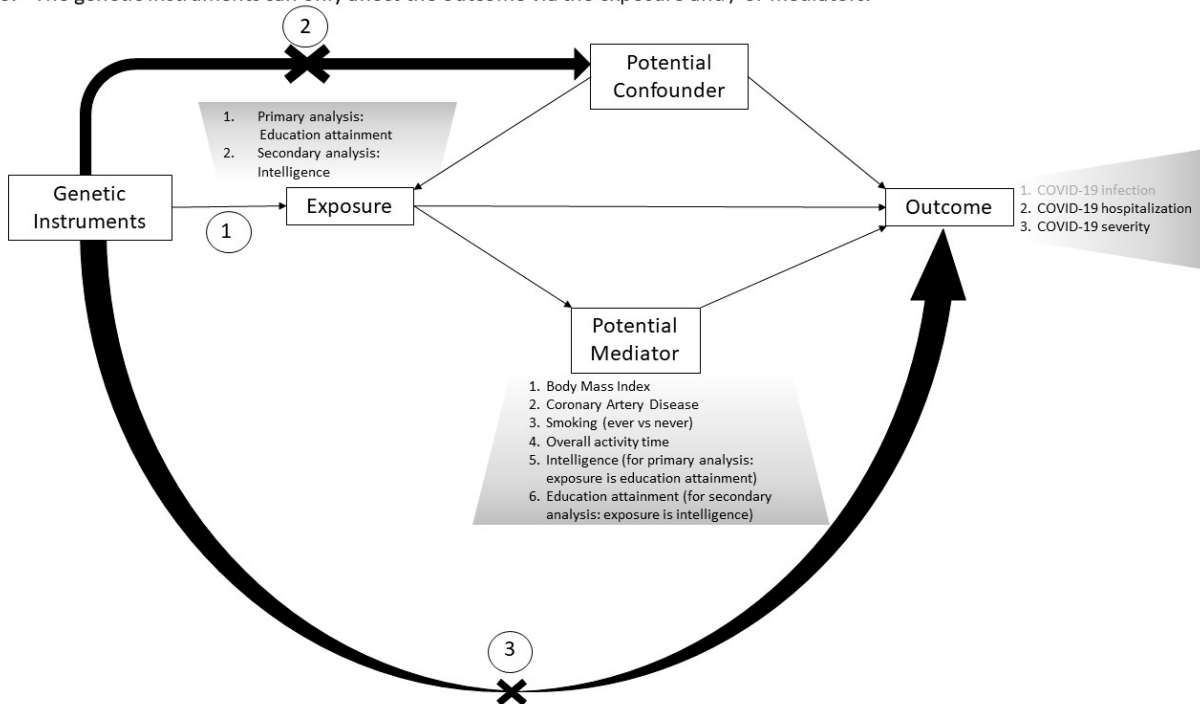 3. The genetic instruments can only affect the outcome via the exposure and/ or mediators.
2
Potential
Confounder
1. Primary analysis:
Education attainment
2. Secondary analysis:
Intelligence
Genetic
Instruments
1
Exposure
Outcome
1. COVID-19 infection
2. COVID-19 hospitalization
3. COVID-19 severity
Potential
Mediator
1. Body Mass Index
2. Coronary Artery Disease
3. Smoking (ever vs never)
4. Overall activity time
5. Intelligence (for primary analysis:
exposure is education attainment)
6. Education attainment (for secondary
analysis: exposure is intelligence)
3